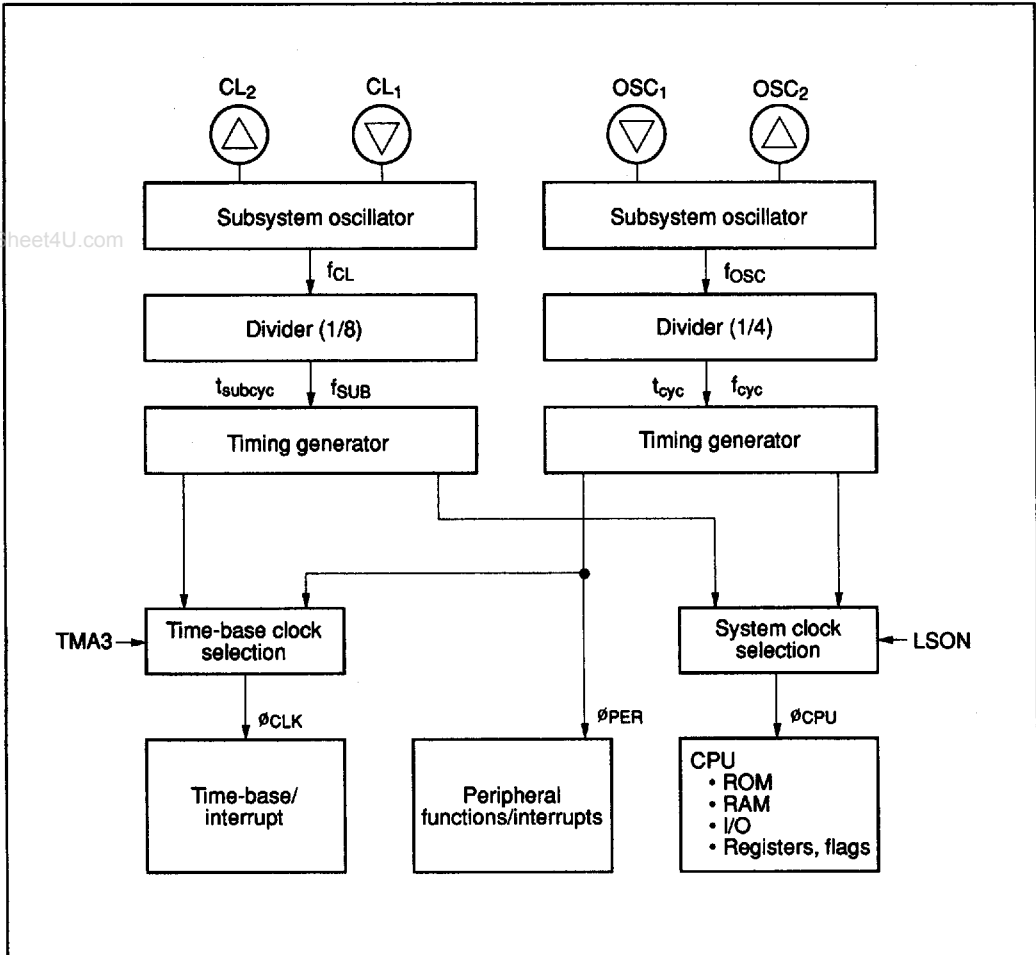 CL2 CL1 OSC1 OSC2
Subsystem oscillator Subsystem oscillator
Sheet4U.com
fCL fOSC
Divider (1/8) Divider (1/4)
tsubcyc fSUB tcyc fcyc
Timing generator Timing generator
TMA3
Time-base clock
selection
System clock
selection
LSON
øCLK øPER øCPU
Time-base/
interrupt
Peripheral
functions/interrupts
CPU
• ROM
• RAM
• I/O
• Registers, flags